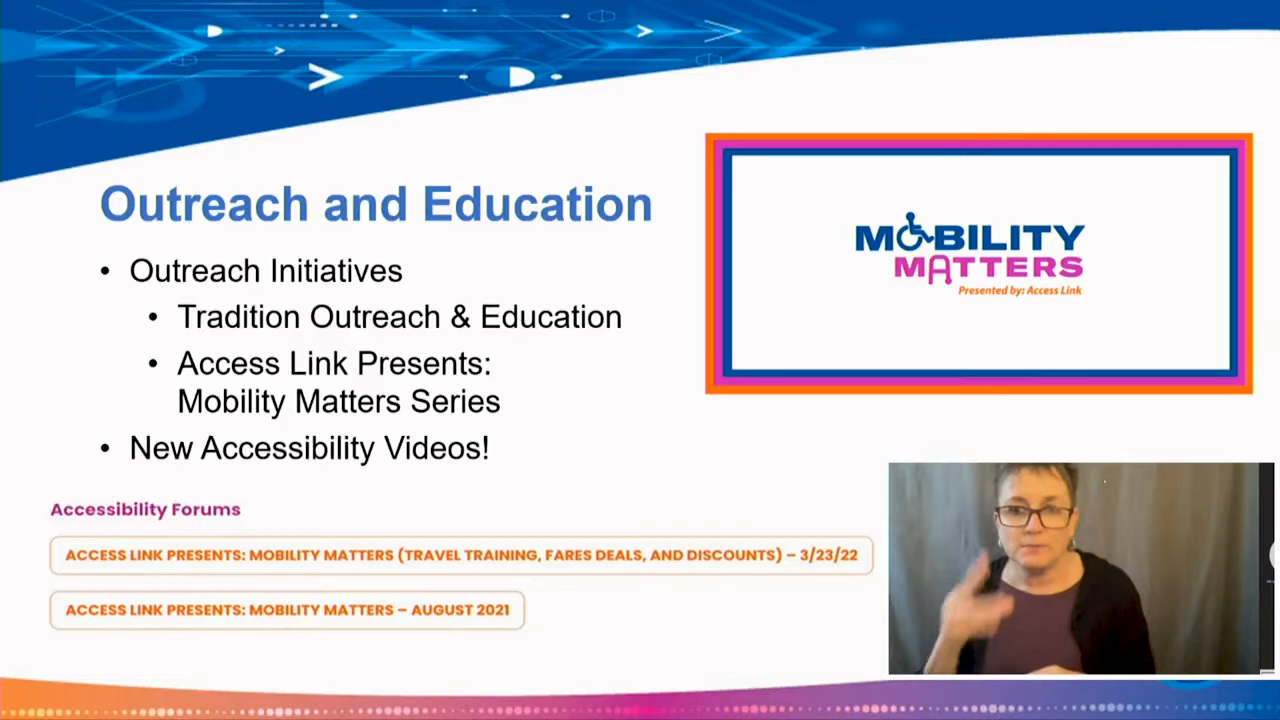 Outreach and Education
• Outreach Initiatives
• Tradition Outreach & Education
• Access Link Presents:
Mobility Matters Series
• New Accessibility Videos!
MOBILITY
MATTERS
Presented by: Access Link
Accessibility Forums
ACCESS LINK PRESENTS: MOBILITY MATTERS (TRAVEL TRAINING, FARES DEALS, AND DISCOUNTS) – 3/23/22
ACCESS LINK PRESENTS: MOBILITY MATTERS – AUGUST 2021